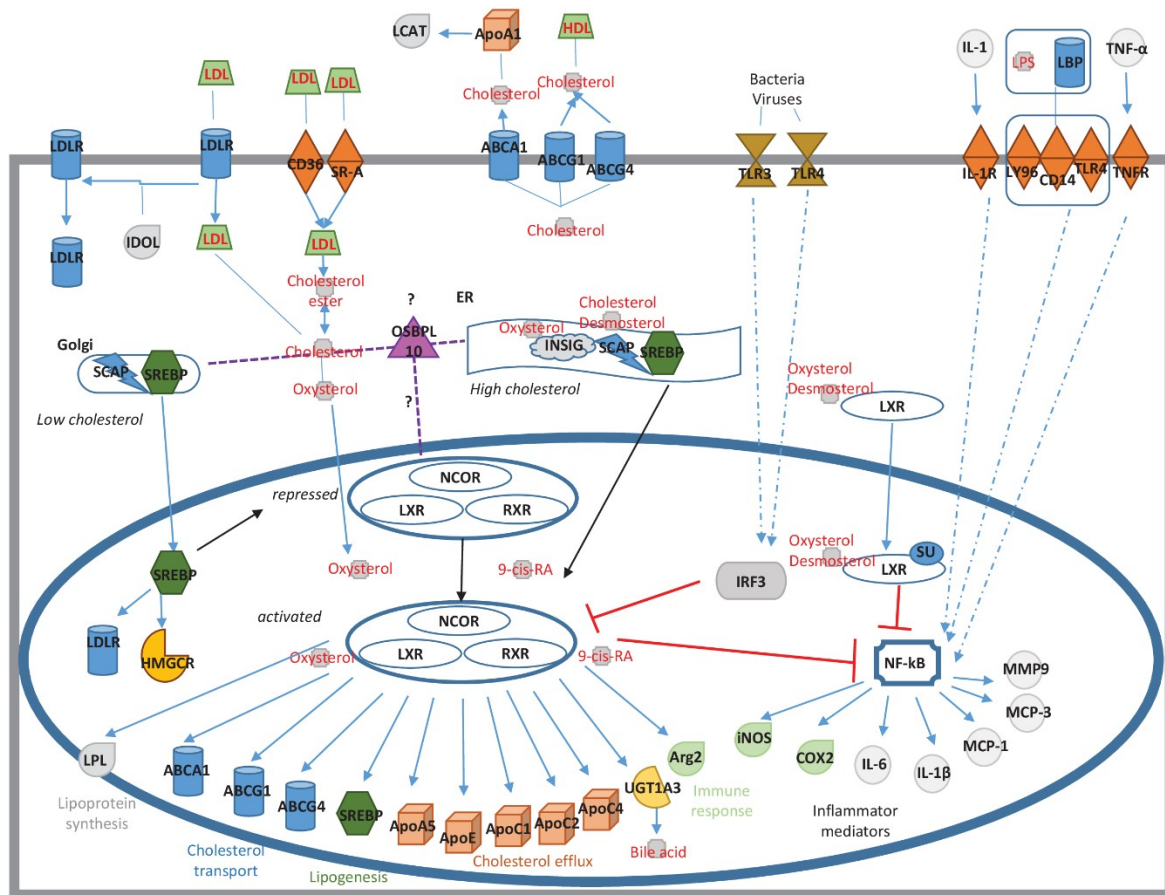 LCAT
ApoA1
HDL
IL-1
LPS
LBP
TNF-α
LDL
LDL
LDL
LDL
Cholesterol
Cholesterol
Bacteria
Viruses
LDLR
LDLR
CD36
SR-A
ABCA1
ABCG1
ABCG4
TLR3
TLR4
IL-1R
LY96
CD14
TLR4
TNFR
LDLR
IDOL
LDL
LDL
Cholesterol
Cholesterol
ester
?
ER
Cholesterol
Oxysterol
Desmosterol
OSBPL
10
INSIG
SCAP
SREBP
Golgi
SCAP
SREBP
Cholesterol
Oxysterol
High cholesterol
Low cholesterol
?
Oxysterol
Desmosterol
LXR
NCOR
repressed
LXR
RXR
SREBP
Oxysterol
9-cis-RA
IRF3
Oxysterol
Desmosterol
SU
LXR
activated
NCOR
LDLR
HMGCR
Oxysterol
LXR
RXR
9-cis-RA
NF-kB
MMP9
MCP-3
MCP-1
IL-1β
IL-6
COX2
iNOS
Arg2
LPL
ABCA1
ABCG1
ABCG4
SREBP
ApoA5
ApoE
ApoC1
ApoC2
ApoC4
UGT1A3
Immune
response
Inflammator
mediators
Lipoprotein
synthesis
Cholesterol
transport
Lipogenesis
Cholesterol efflux
Bile acid